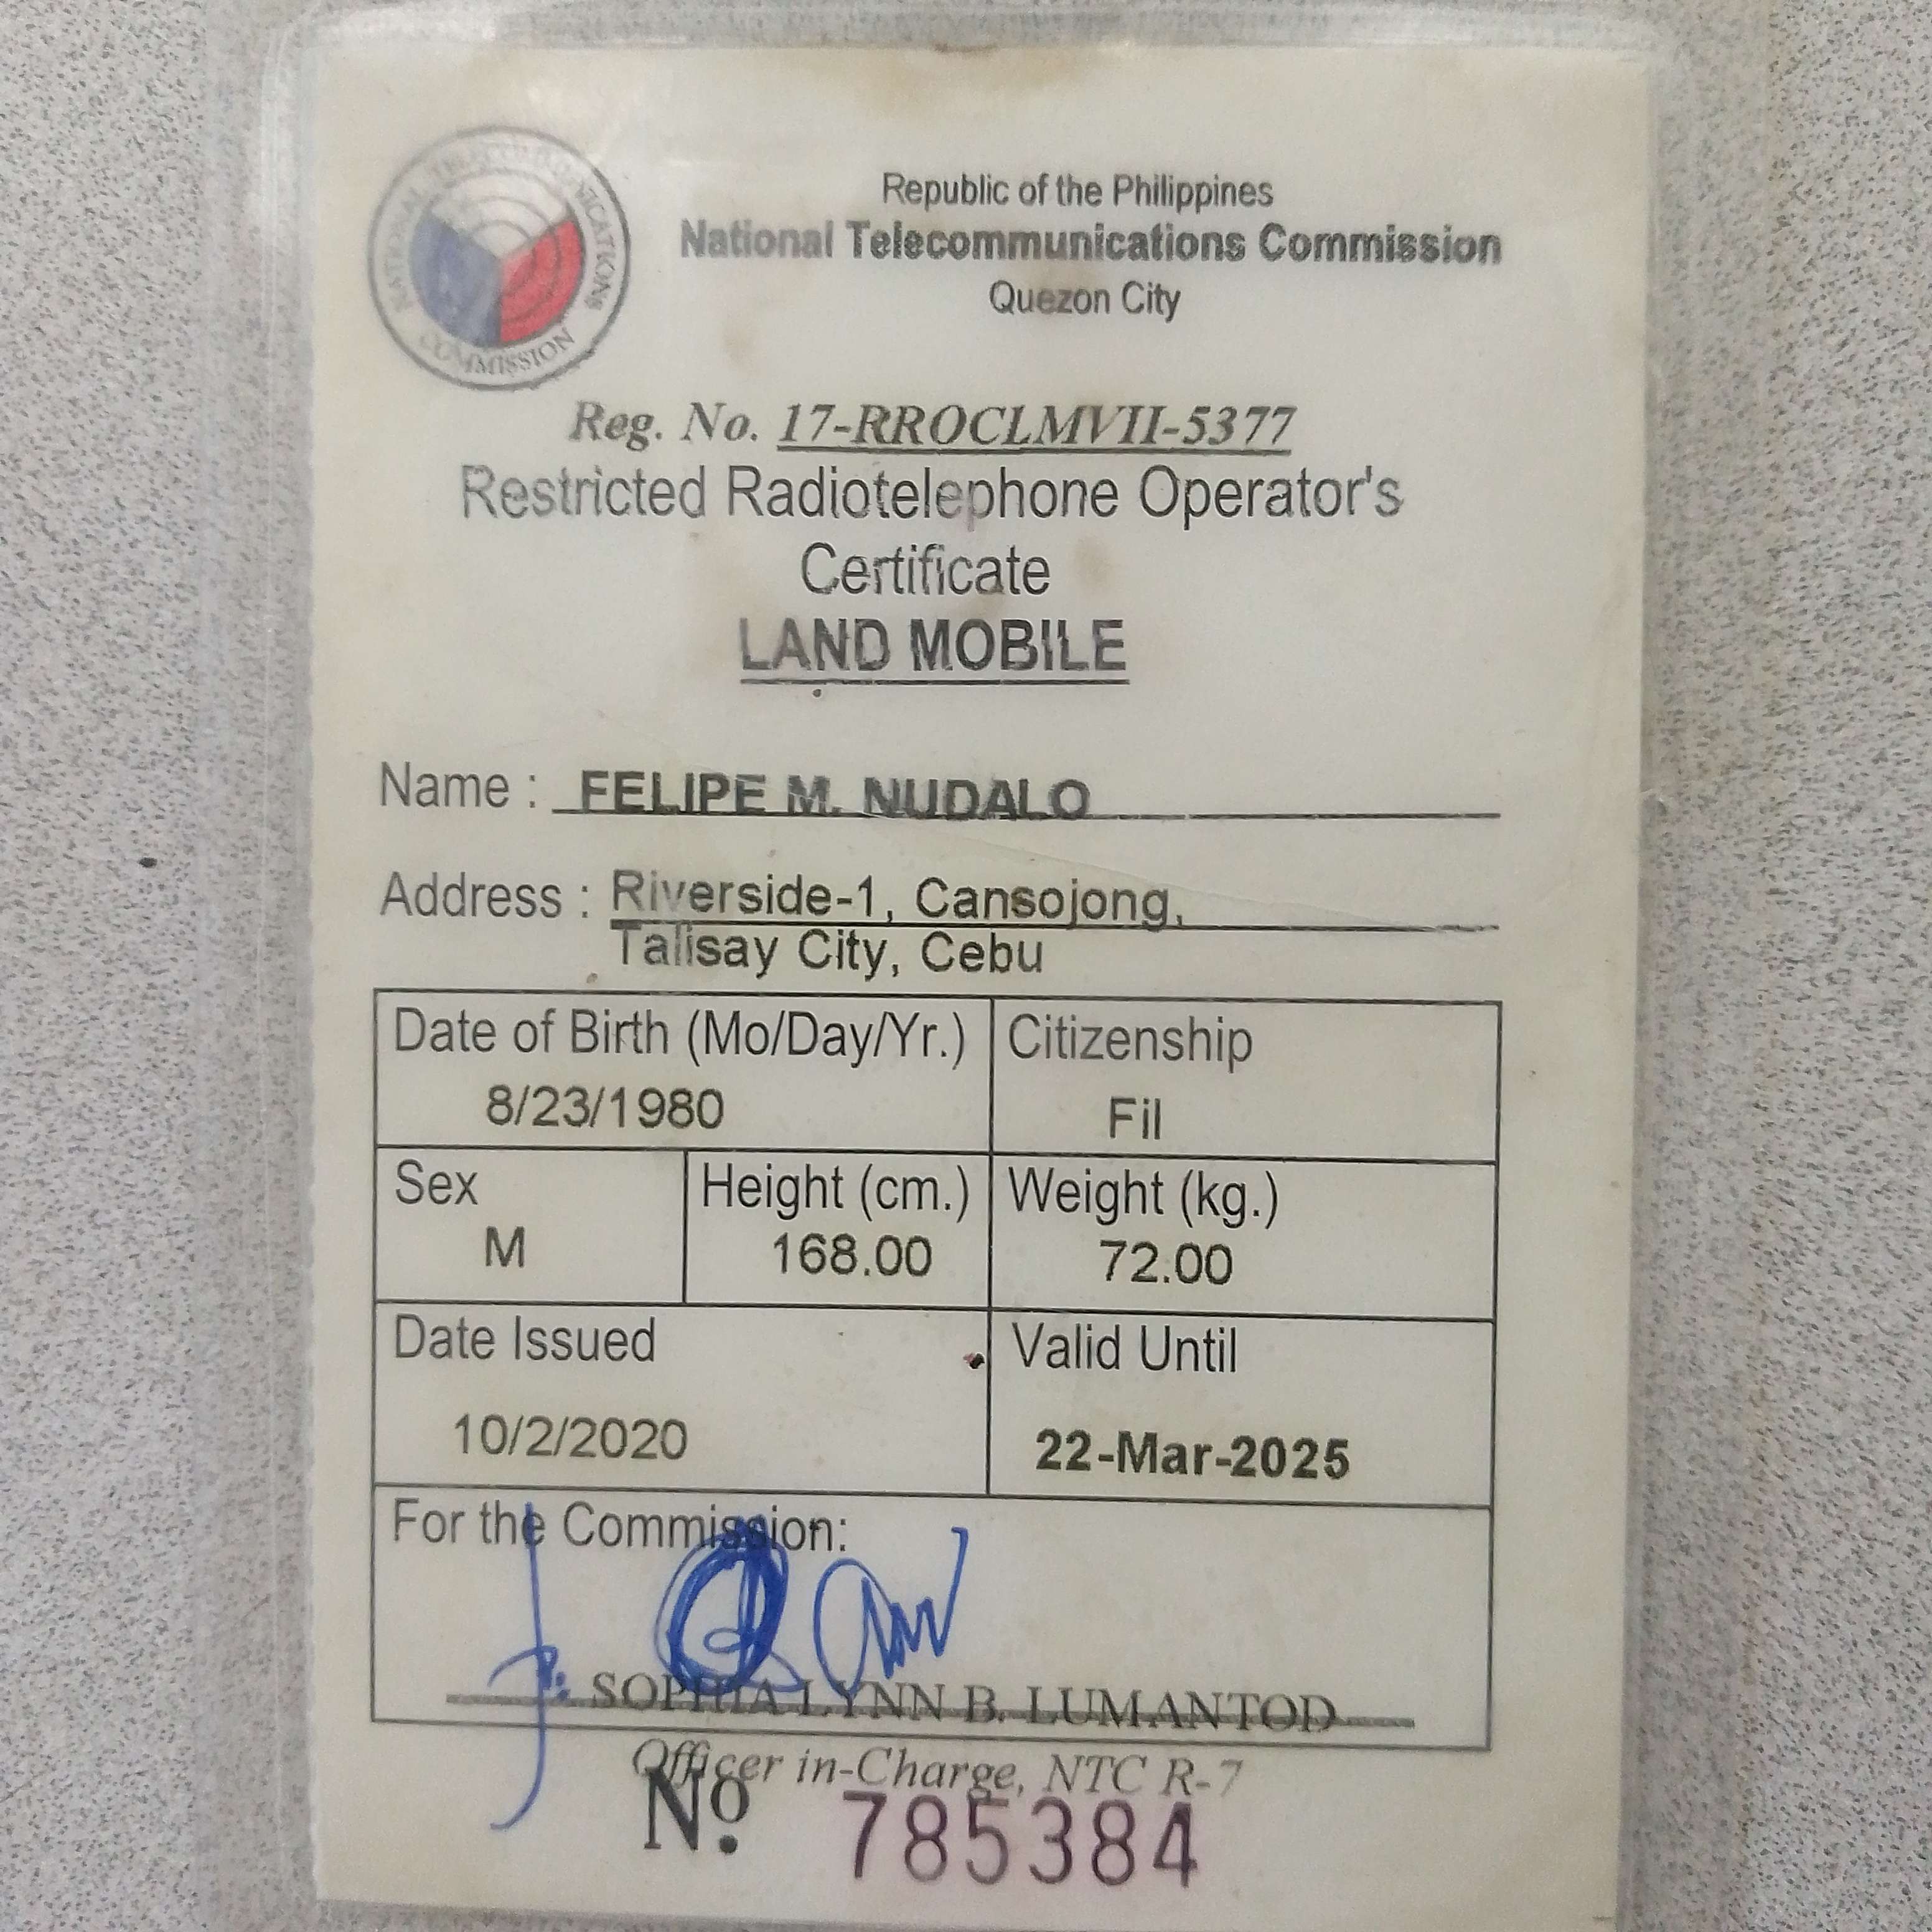 NATIONAL TELECOMMUNICATIONS COMMISSION
Republic of the Philippines
National Telecommunications Commission
Quezon City
Reg. No. 17-RROCLMVII-5377
Restricted Radiotelephone Operator's
Certificate
LAND MOBILE
Name : FELIPE M. NUDALO
Address : Riverside-1, Cansojong,
Talisay City, Cebu
Date of Birth (Mo/Day/Yr.) Citizenship
8/23/1980 Fil
Sex Height (cm.) Weight (kg.)
M 168.00 72.00
Date Issued Valid Until
10/2/2020 22-Mar-2025
For the Commission:
SOPHIA LYNN B. LUMANTOD
Officer in-Charge, NTC R-7
Nº 785384